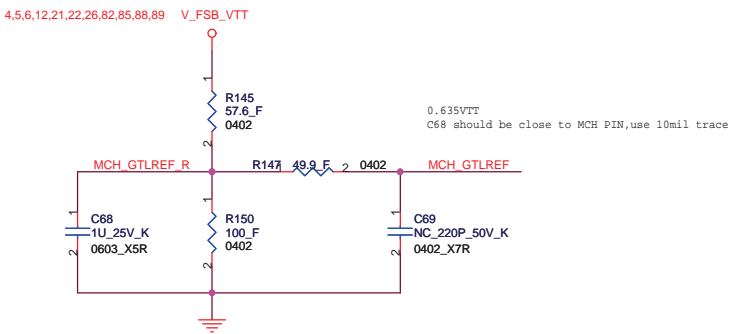 4,5,6,12,21,22,26,82,85,88,89 V_FSB_VTT
1
R145
57.6_F
0402
2
0.635VTT
C68 should be close to MCH PIN,use 10mil trace
MCH_GTLREF_R
R147 1 49.9_F 2 0402
MCH_GTLREF
1
C68
1U_25V_K
2
0603_X5R
1
R150
100_F
0402
2
1
C69
NC_220P_50V_K
2
0402_X7R